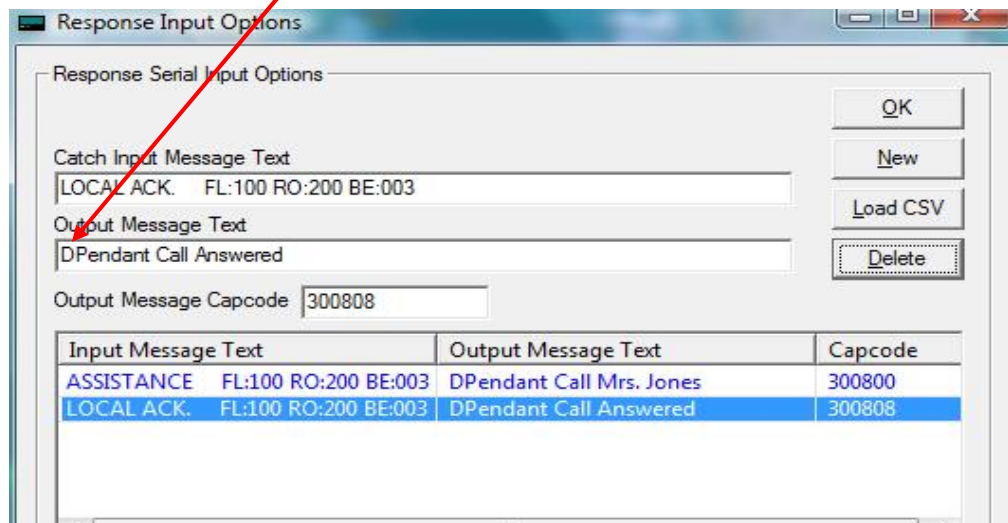 Response Input Options
Response Serial Input Options
OK
Catch Input Message Text
New
LOCAL ACK. FL:100 RO:200 BE:003
Load CSV
Output Message Text
DPendant Call Answered
Delete
Output Message Capcode 300808
Input Message Text Output Message Text Capcode
ASSISTANCE FL:100 RO:200 BE:003 DPendant Call Mrs. Jones 300800
LOCAL ACK. FL:100 RO:200 BE:003 DPendant Call Answered 300808